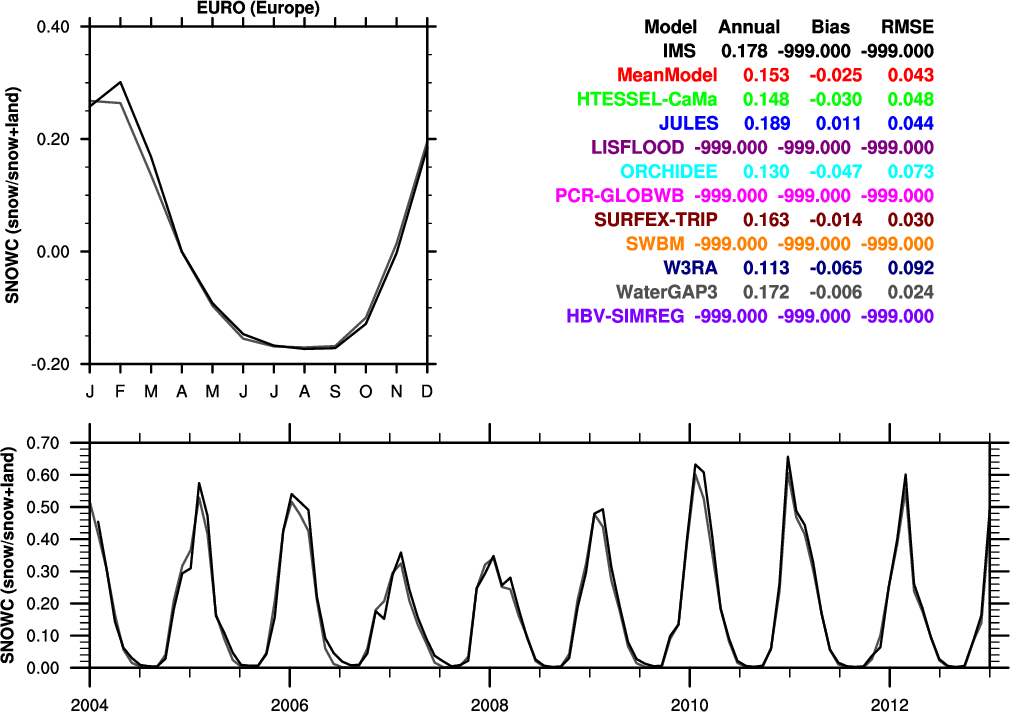 EURO (Europe)
0.40
0.20
0.00
-0.20
SNOWC (snow/snow+land)
J F M A M J J A S O N D
Model Annual Bias RMSE
IMS 0.178 -999.000 -999.000
MeanModel 0.153 -0.025 0.043
HTESSEL-CaMa 0.148 -0.030 0.048
JULES 0.189 0.011 0.044
LISFLOOD -999.000 -999.000 -999.000
ORCHIDEE 0.130 -0.047 0.073
PCR-GLOBWB -999.000 -999.000 -999.000
SURFEX-TRIP 0.163 -0.014 0.030
SWBM -999.000 -999.000 -999.000
W3RA 0.113 -0.065 0.092
WaterGAP3 0.172 -0.006 0.024
HBV-SIMREG -999.000 -999.000 -999.000
0.70
0.60
0.50
0.40
0.30
0.20
0.10
0.00
SNOWC (snow/snow+land)
2004 2006 2008 2010 2012